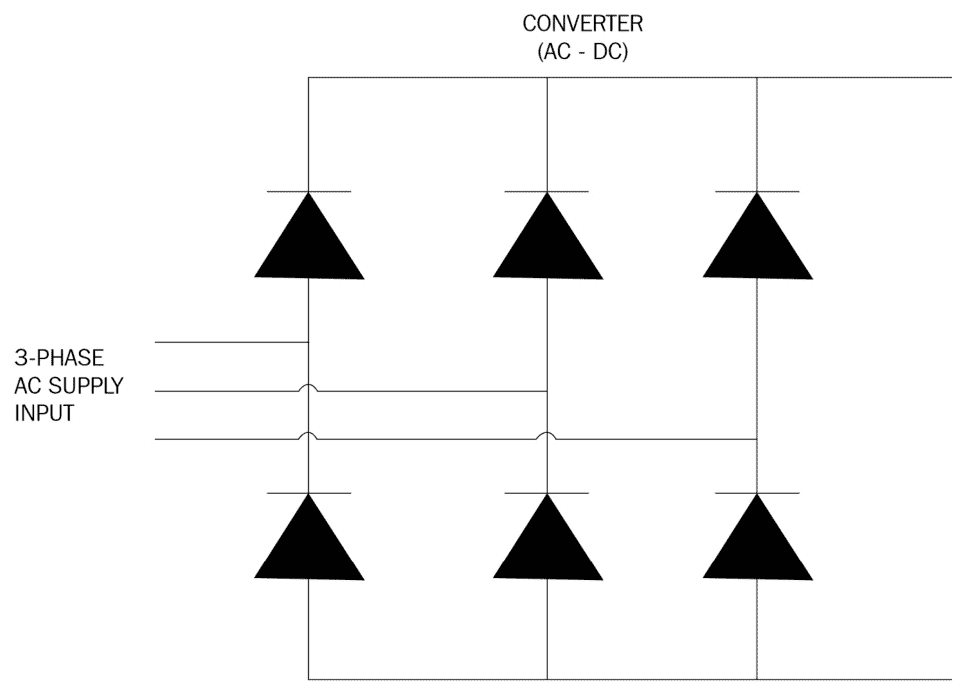 CONVERTER
(AC - DC)
3-PHASE
AC SUPPLY
INPUT